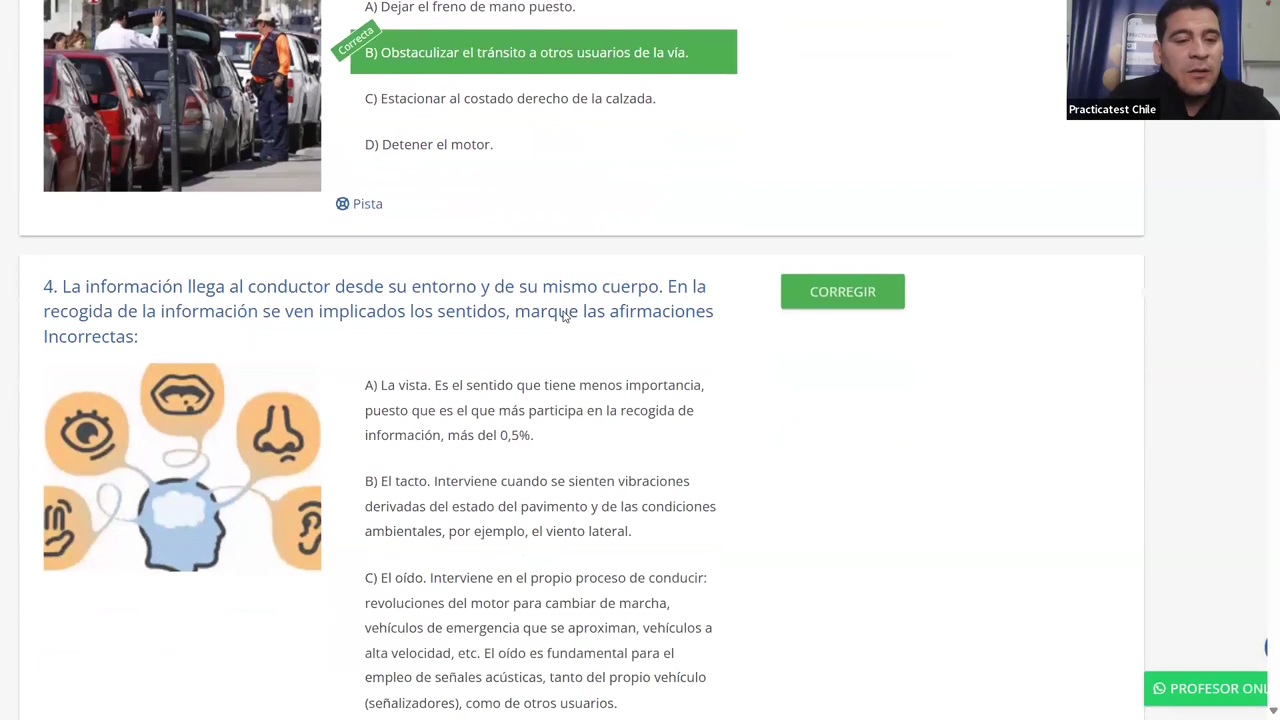 A) Dejar el freno de mano puesto.
Correcta
B) Obstaculizar el tránsito a otros usuarios de la vía.
C) Estacionar al costado derecho de la calzada.
D) Detener el motor.
Pista
Practicatest Chile
4. La información llega al conductor desde su entorno y de su mismo cuerpo. En la
recogida de la información se ven implicados los sentidos, marque las afirmaciones
Incorrectas:
CORREGIR
A) La vista. Es el sentido que tiene menos importancia,
puesto que es el que más participa en la recogida de
información, más del 0,5%.
B) El tacto. Interviene cuando se sienten vibraciones
derivadas del estado del pavimento y de las condiciones
ambientales, por ejemplo, el viento lateral.
C) El oído. Interviene en el propio proceso de conducir:
revoluciones del motor para cambiar de marcha,
vehículos de emergencia que se aproximan, vehículos a
alta velocidad, etc. El oído es fundamental para el
empleo de señales acústicas, tanto del propio vehículo
(señalizadores), como de otros usuarios.
PROFESOR ONL